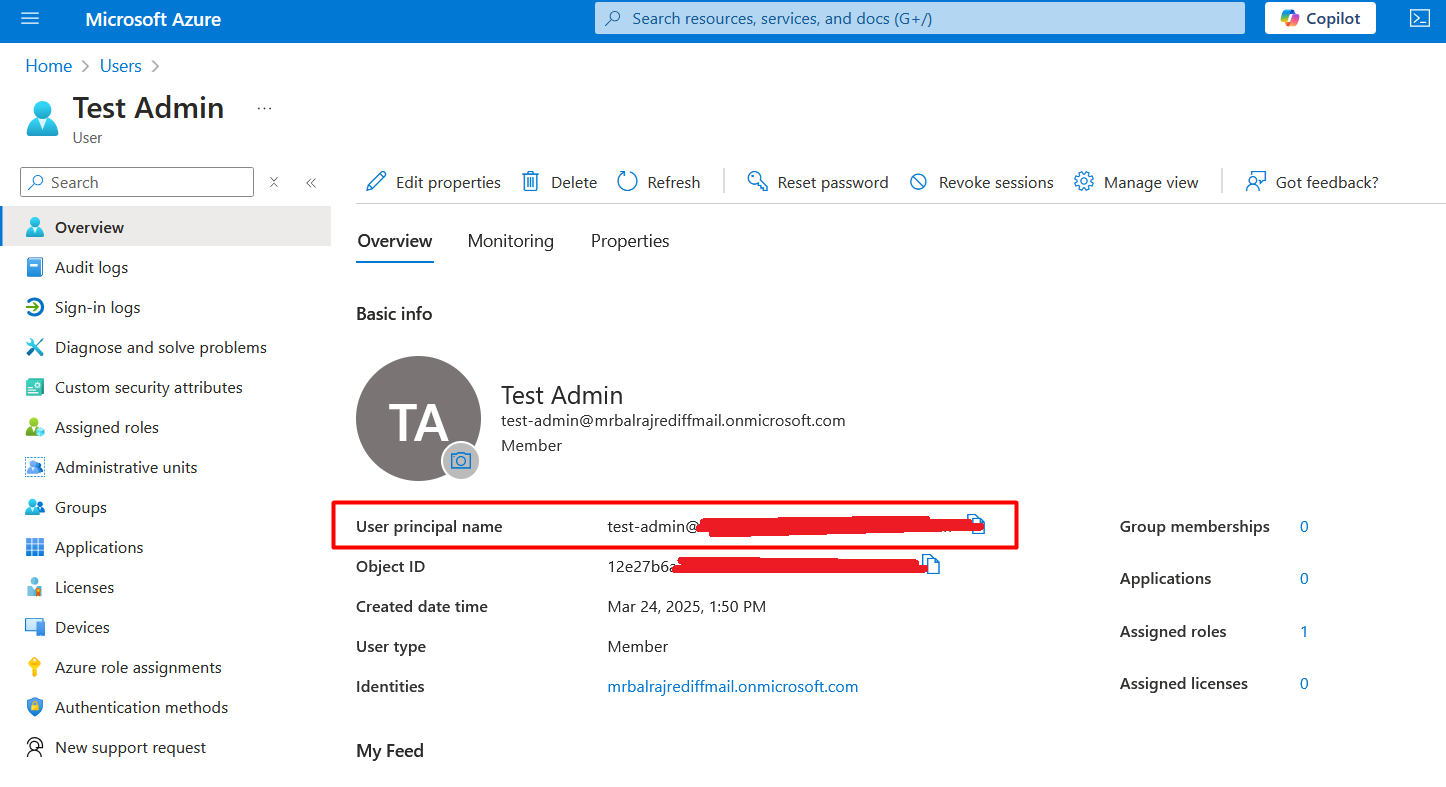 Microsoft Azure
Search resources, services, and docs (G+/)
Copilot
Home
Users
Test Admin
...
User
Search
Edit properties
Delete
Refresh
Reset password
Revoke sessions
Manage view
Got feedback?
Overview
Audit logs
Sign-in logs
Diagnose and solve problems
Custom security attributes
Assigned roles
Administrative units
Groups
Applications
Licenses
Devices
Azure role assignments
Authentication methods
New support request
Overview
Monitoring
Properties
Basic info
TA
Test Admin
test-admin@mrbalrajrediffmail.onmicrosoft.com
Member
User principal name test-admin@
Object ID 12e27b6
Created date time Mar 24, 2025, 1:50 PM
User type Member
Identities mrbalrajrediffmail.onmicrosoft.com
Group memberships 0
Applications 0
Assigned roles 1
Assigned licenses 0
My Feed